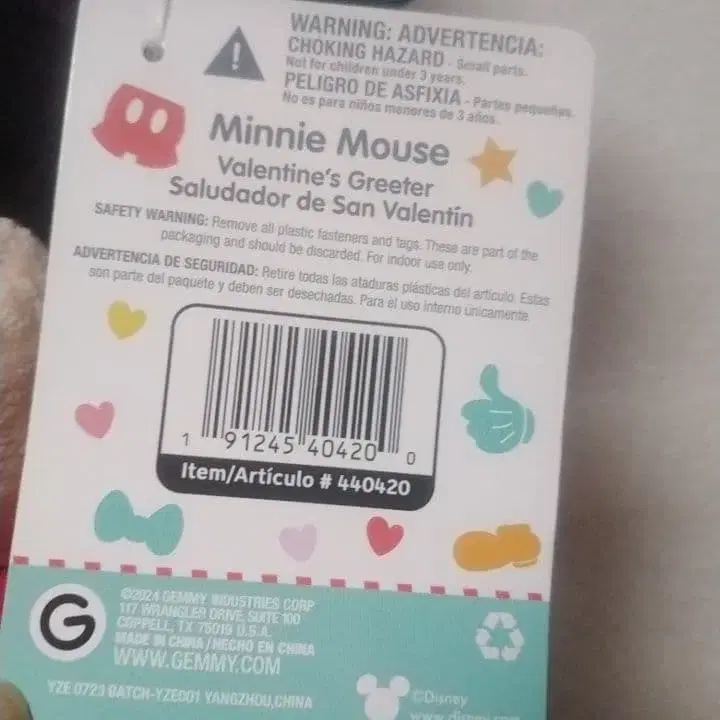 WARNING: ADVERTENCIA:
CHOKING HAZARD - Small parts.
Not for children under 3 years.
PELIGRO DE ASFIXIA - Partes pequeñas.
No es para niños menores de 3 años.
Minnie Mouse
Valentine's Greeter
Saludador de San Valentín
SAFETY WARNING: Remove all plastic fasteners and tags. These are part of the
packaging and should be discarded. For indoor use only.
ADVERTENCIA DE SEGURIDAD: Retire todas las ataduras plásticas del artículo. Estas
son parte del paquete y deben ser desechadas. Para el uso interno únicamente.
1 91245 40420 0
Item/Artículo # 440420
G
©2024 GEMMY INDUSTRIES CORP
117 WRANGLER DRIVE, SUITE 100
COPPELL, TX 75019 U.S.A.
MADE IN CHINA/HECHO EN CHINA
WWW.GEMMY.COM
YZE 0723 BATCH-YZE001 YANGZHOU,CHINA
©Disney
www.disney.com